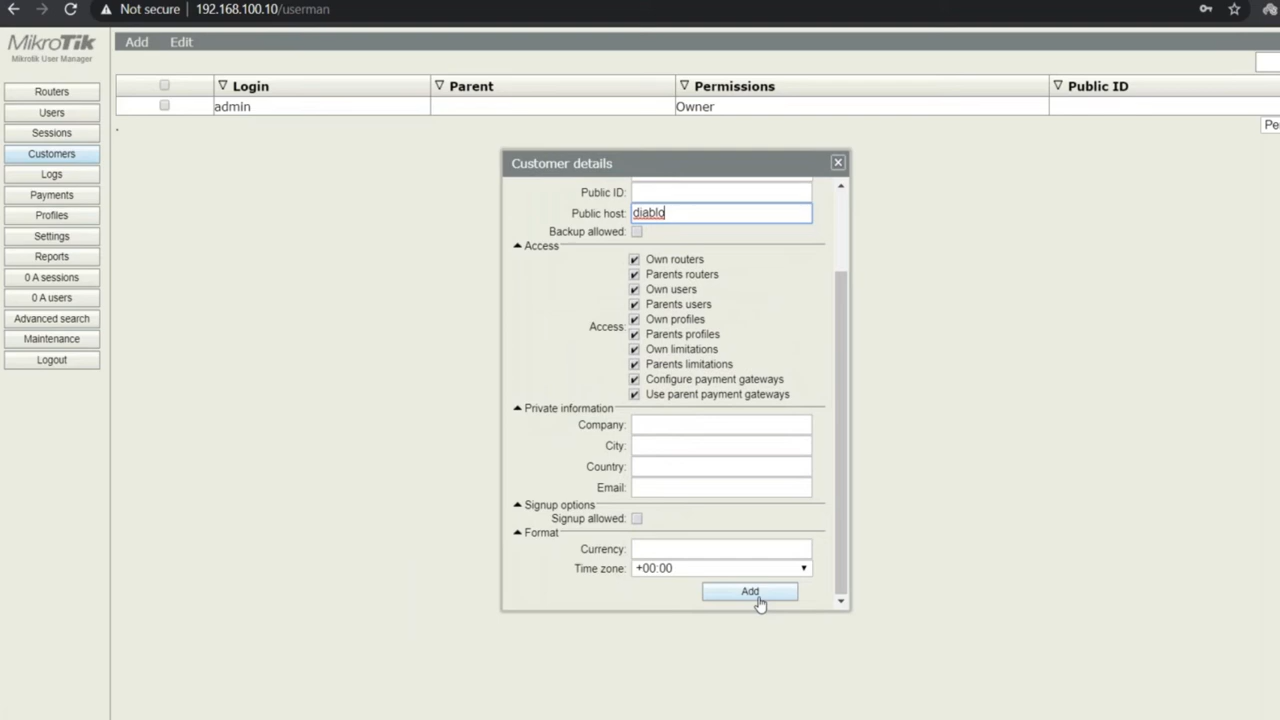 Not secure 192.168.100.10/userman
MikroTik
Mikrotik User Manager
Add Edit
Routers
Users
Sessions
Customers
Logs
Payments
Profiles
Settings
Reports
0 A sessions
0 A users
Advanced search
Maintenance
Logout
Login Parent Permissions Public ID
admin Owner
Pe
Customer details
Public ID:
Public host: diablo
Backup allowed:
Access
Access:
Own routers
Parents routers
Own users
Parents users
Own profiles
Parents profiles
Own limitations
Parents limitations
Configure payment gateways
Use parent payment gateways
Private information
Company:
City:
Country:
Email:
Signup options
Signup allowed:
Format
Currency:
Time zone: +00:00
Add